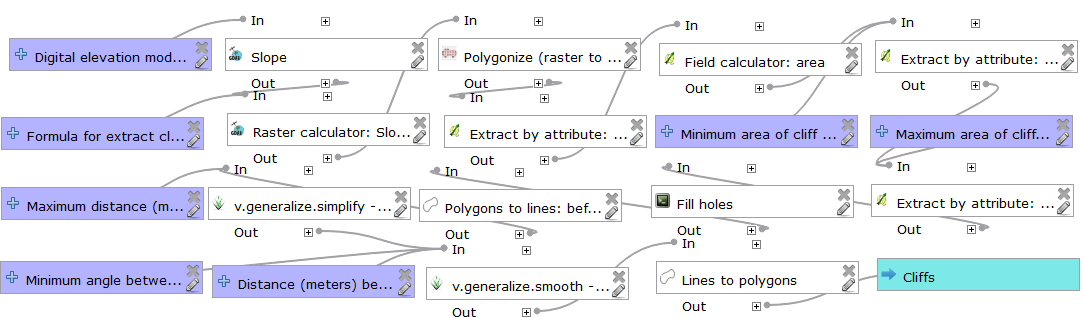 In
In
In
In
Digital elevation mod...
Slope
Polygonize (raster to ...
Field calculator: area
Extract by attribute: ...
Out
Out
Out
Out
In
In
Formula for extract cl...
Raster calculator: Slo...
Extract by attribute: ...
Minimum area of cliff ...
Maximum area of cliff...
Out
Out
In
In
In
In
Maximum distance (m...
v.generalize.simplify -...
Polygons to lines: bef...
Fill holes
Extract by attribute: ...
Out
Out
Out
Out
In
In
Minimum angle betwe...
Distance (meters) be...
v.generalize.smooth -...
Lines to polygons
Cliffs
Out
Out